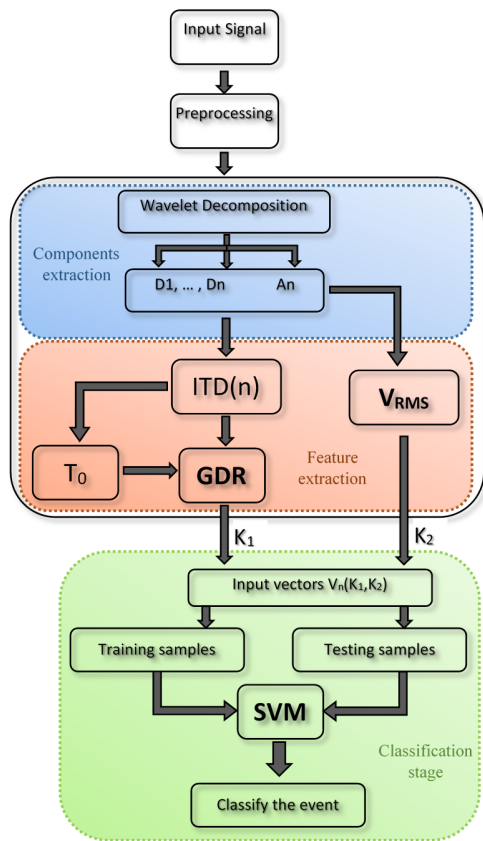 Input Signal
Preprocessing
Wavelet Decomposition
Components
extraction
D1, ... , Dn An
ITD(n)
V_RMS
T₀
GDR
Feature
extraction
K₁
K₂
Input vectors Vₙ(K₁,K₂)
Training samples
Testing samples
SVM
Classification
stage
Classify the event